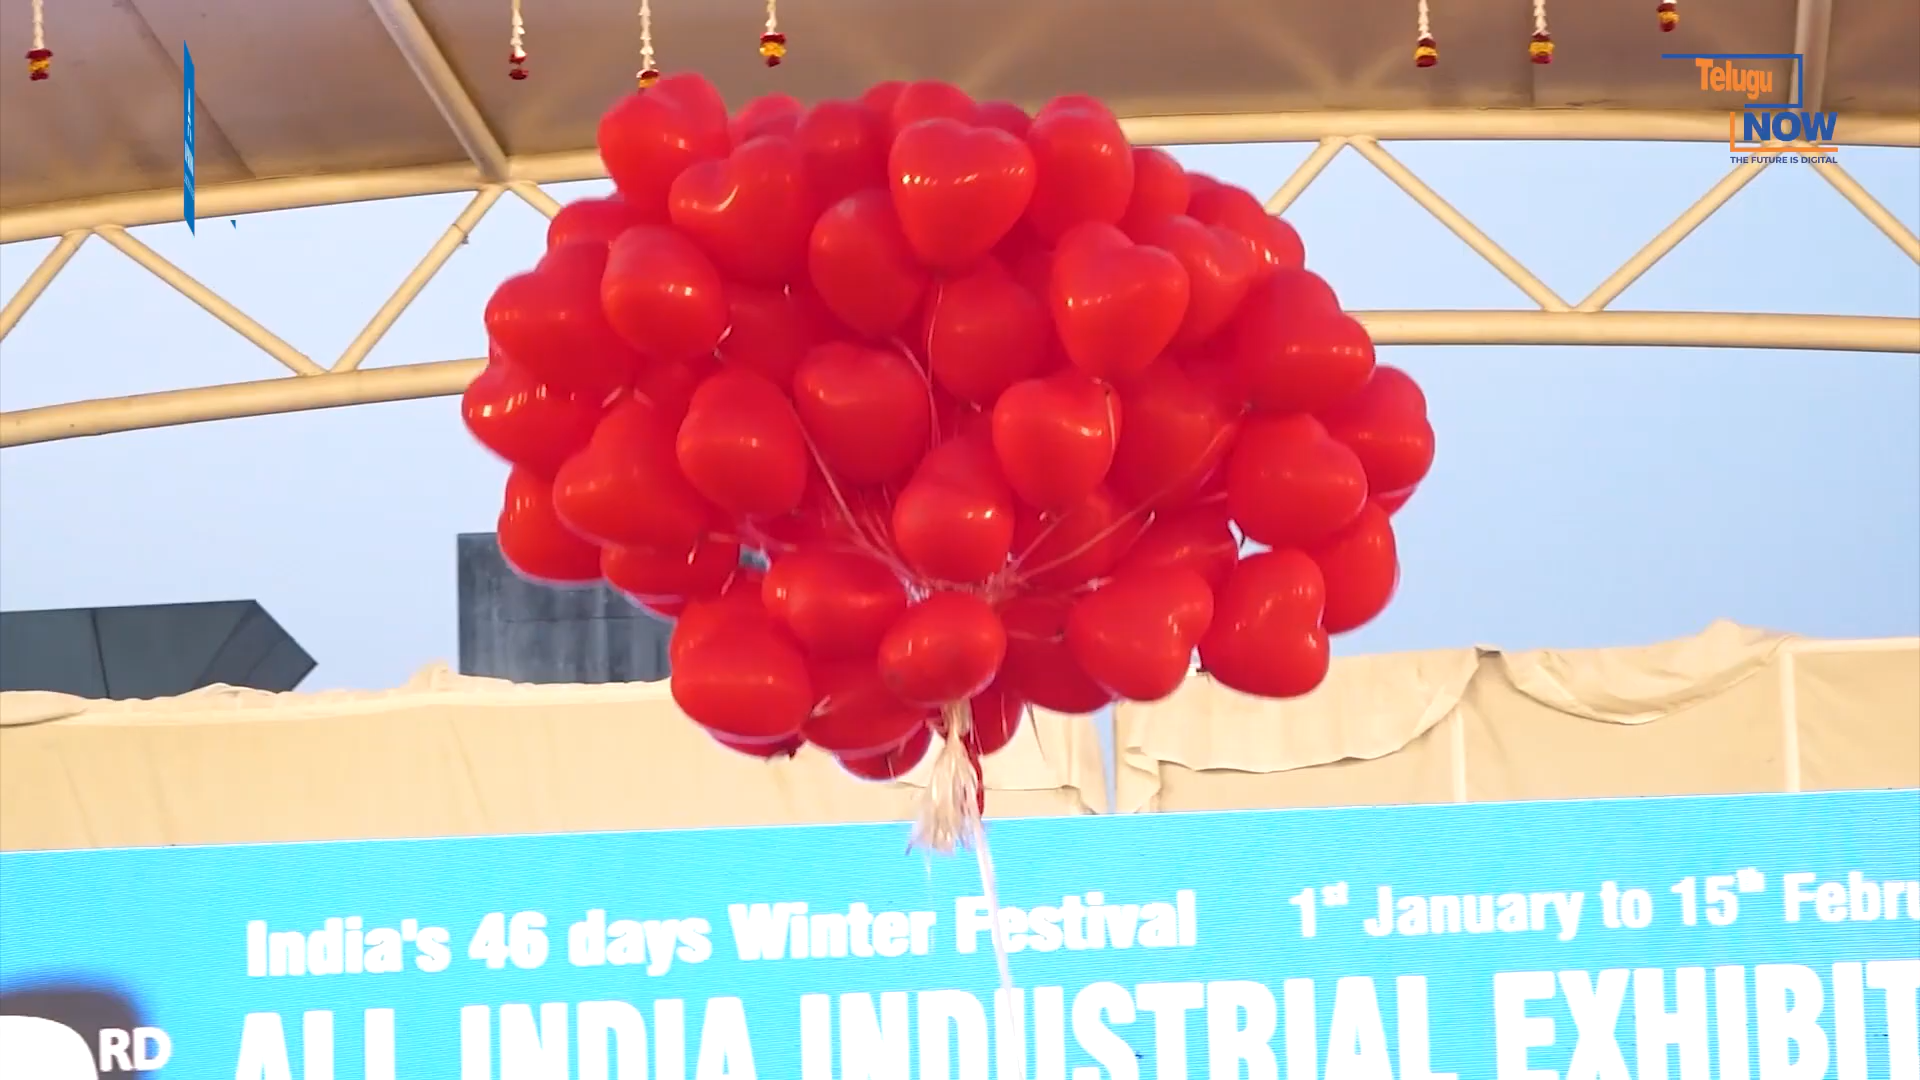 Telugu
NOW
THE FUTURE IS DIGITAL
India's 46 days Winter Festival 1st January to 15th Febru
RD ALL INDIA INDUSTRIAL EXHIBIT